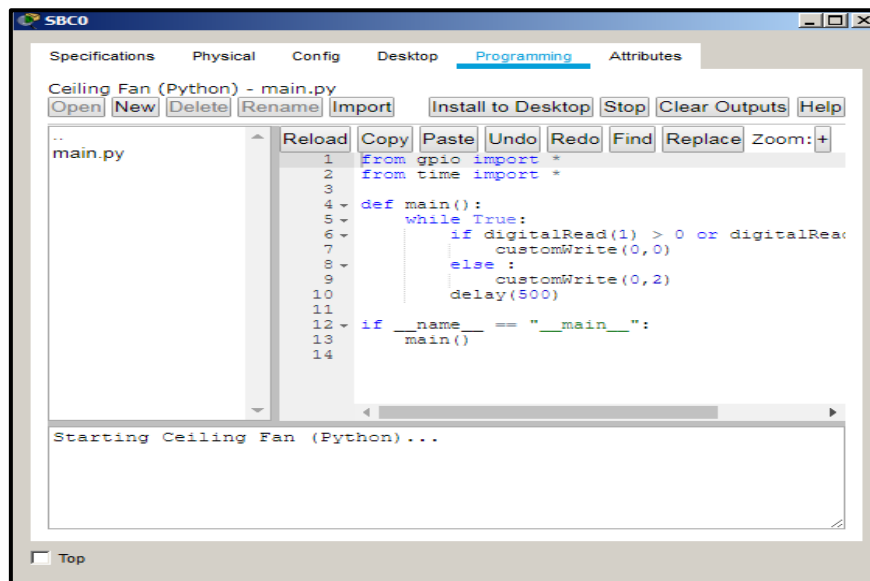 SBC0
Specifications Physical Config Desktop Programming Attributes
Ceiling Fan (Python) - main.py
Open New Delete Rename Import Install to Desktop Stop Clear Outputs Help
..
main.py
Reload Copy Paste Undo Redo Find Replace Zoom: +
1 from gpio import *
2 from time import *
3
4 def main():
5     while True:
6         if digitalRead(1) > 0 or digitalRead
7             customWrite(0,0)
8         else :
9             customWrite(0,2)
10         delay(500)
11
12 if __name__ == "__main__":
13     main()
14
Starting Ceiling Fan (Python)...
Top